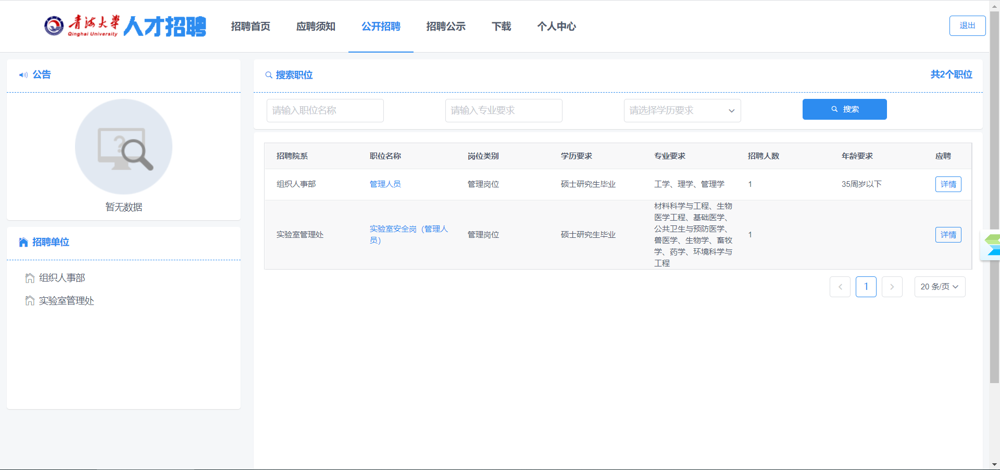 青海大学
Qinghai University
人才招聘
招聘首页
应聘须知
公开招聘
招聘公示
下载
个人中心
退出
公告
暂无数据
招聘单位
组织人事部
实验室管理处
搜索职位
共2个职位
请输入职位名称
请输入专业要求
请选择学历要求
搜索
招聘院系 职位名称 岗位类别 学历要求 专业要求 招聘人数 年龄要求 应聘
组织人事部 管理人员 管理岗位 硕士研究生毕业 工学、理学、管理学 1 35周岁以下 详情
实验室管理处
实验室安全岗（管理人
员）
管理岗位
硕士研究生毕业
材料科学与工程、生物
医学工程、基础医学、
公共卫生与预防医学、
兽医学、生物学、畜牧
学、药学、环境科学与
工程
1
详情
1
20 条/页